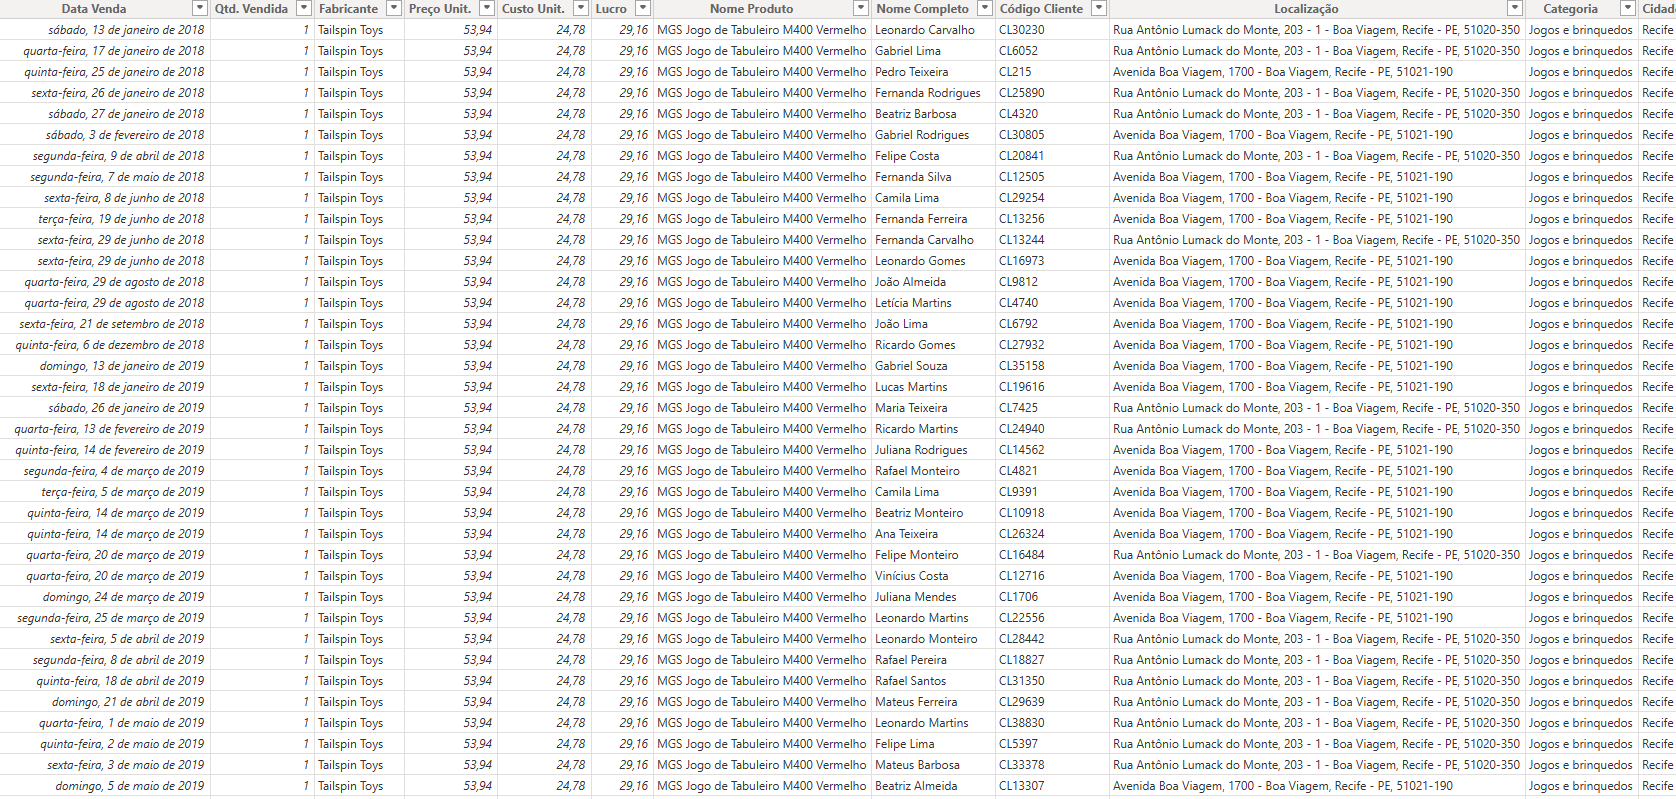 Data Venda Qtd. Vendida Fabricante Preço Unit. Custo Unit. Lucro Nome Produto Nome Completo Código Cliente Localização Categoria Cidad
sábado, 13 de janeiro de 2018 1 Tailspin Toys 53,94 24,78 29,16 MGS Jogo de Tabuleiro M400 Vermelho Leonardo Carvalho CL30230 Rua Antônio Lumack do Monte, 203 - 1 - Boa Viagem, Recife - PE, 51020-350 Jogos e brinquedos Recife
quarta-feira, 17 de janeiro de 2018 1 Tailspin Toys 53,94 24,78 29,16 MGS Jogo de Tabuleiro M400 Vermelho Gabriel Lima CL6052 Rua Antônio Lumack do Monte, 203 - 1 - Boa Viagem, Recife - PE, 51020-350 Jogos e brinquedos Recife
quinta-feira, 25 de janeiro de 2018 1 Tailspin Toys 53,94 24,78 29,16 MGS Jogo de Tabuleiro M400 Vermelho Pedro Teixeira CL215 Avenida Boa Viagem, 1700 - Boa Viagem, Recife - PE, 51021-190 Jogos e brinquedos Recife
sexta-feira, 26 de janeiro de 2018 1 Tailspin Toys 53,94 24,78 29,16 MGS Jogo de Tabuleiro M400 Vermelho Fernanda Rodrigues CL25890 Rua Antônio Lumack do Monte, 203 - 1 - Boa Viagem, Recife - PE, 51020-350 Jogos e brinquedos Recife
sábado, 27 de janeiro de 2018 1 Tailspin Toys 53,94 24,78 29,16 MGS Jogo de Tabuleiro M400 Vermelho Beatriz Barbosa CL4320 Rua Antônio Lumack do Monte, 203 - 1 - Boa Viagem, Recife - PE, 51020-350 Jogos e brinquedos Recife
sábado, 3 de fevereiro de 2018 1 Tailspin Toys 53,94 24,78 29,16 MGS Jogo de Tabuleiro M400 Vermelho Gabriel Rodrigues CL30805 Avenida Boa Viagem, 1700 - Boa Viagem, Recife - PE, 51021-190 Jogos e brinquedos Recife
segunda-feira, 9 de abril de 2018 1 Tailspin Toys 53,94 24,78 29,16 MGS Jogo de Tabuleiro M400 Vermelho Felipe Costa CL20841 Rua Antônio Lumack do Monte, 203 - 1 - Boa Viagem, Recife - PE, 51020-350 Jogos e brinquedos Recife
segunda-feira, 7 de maio de 2018 1 Tailspin Toys 53,94 24,78 29,16 MGS Jogo de Tabuleiro M400 Vermelho Fernanda Silva CL12505 Avenida Boa Viagem, 1700 - Boa Viagem, Recife - PE, 51021-190 Jogos e brinquedos Recife
sexta-feira, 8 de junho de 2018 1 Tailspin Toys 53,94 24,78 29,16 MGS Jogo de Tabuleiro M400 Vermelho Camila Lima CL29254 Avenida Boa Viagem, 1700 - Boa Viagem, Recife - PE, 51021-190 Jogos e brinquedos Recife
terça-feira, 19 de junho de 2018 1 Tailspin Toys 53,94 24,78 29,16 MGS Jogo de Tabuleiro M400 Vermelho Fernanda Ferreira CL13256 Avenida Boa Viagem, 1700 - Boa Viagem, Recife - PE, 51021-190 Jogos e brinquedos Recife
sexta-feira, 29 de junho de 2018 1 Tailspin Toys 53,94 24,78 29,16 MGS Jogo de Tabuleiro M400 Vermelho Fernanda Carvalho CL13244 Rua Antônio Lumack do Monte, 203 - 1 - Boa Viagem, Recife - PE, 51020-350 Jogos e brinquedos Recife
sexta-feira, 29 de junho de 2018 1 Tailspin Toys 53,94 24,78 29,16 MGS Jogo de Tabuleiro M400 Vermelho Leonardo Gomes CL16973 Avenida Boa Viagem, 1700 - Boa Viagem, Recife - PE, 51021-190 Jogos e brinquedos Recife
quarta-feira, 29 de agosto de 2018 1 Tailspin Toys 53,94 24,78 29,16 MGS Jogo de Tabuleiro M400 Vermelho João Almeida CL9812 Avenida Boa Viagem, 1700 - Boa Viagem, Recife - PE, 51021-190 Jogos e brinquedos Recife
quarta-feira, 29 de agosto de 2018 1 Tailspin Toys 53,94 24,78 29,16 MGS Jogo de Tabuleiro M400 Vermelho Letícia Martins CL4740 Avenida Boa Viagem, 1700 - Boa Viagem, Recife - PE, 51021-190 Jogos e brinquedos Recife
sexta-feira, 21 de setembro de 2018 1 Tailspin Toys 53,94 24,78 29,16 MGS Jogo de Tabuleiro M400 Vermelho João Lima CL6792 Avenida Boa Viagem, 1700 - Boa Viagem, Recife - PE, 51021-190 Jogos e brinquedos Recife
quinta-feira, 6 de dezembro de 2018 1 Tailspin Toys 53,94 24,78 29,16 MGS Jogo de Tabuleiro M400 Vermelho Ricardo Gomes CL27932 Avenida Boa Viagem, 1700 - Boa Viagem, Recife - PE, 51021-190 Jogos e brinquedos Recife
domingo, 13 de janeiro de 2019 1 Tailspin Toys 53,94 24,78 29,16 MGS Jogo de Tabuleiro M400 Vermelho Gabriel Souza CL35158 Avenida Boa Viagem, 1700 - Boa Viagem, Recife - PE, 51021-190 Jogos e brinquedos Recife
sexta-feira, 18 de janeiro de 2019 1 Tailspin Toys 53,94 24,78 29,16 MGS Jogo de Tabuleiro M400 Vermelho Lucas Martins CL19616 Avenida Boa Viagem, 1700 - Boa Viagem, Recife - PE, 51021-190 Jogos e brinquedos Recife
sábado, 26 de janeiro de 2019 1 Tailspin Toys 53,94 24,78 29,16 MGS Jogo de Tabuleiro M400 Vermelho Maria Teixeira CL7425 Rua Antônio Lumack do Monte, 203 - 1 - Boa Viagem, Recife - PE, 51020-350 Jogos e brinquedos Recife
quarta-feira, 13 de fevereiro de 2019 1 Tailspin Toys 53,94 24,78 29,16 MGS Jogo de Tabuleiro M400 Vermelho Ricardo Martins CL24940 Rua Antônio Lumack do Monte, 203 - 1 - Boa Viagem, Recife - PE, 51020-350 Jogos e brinquedos Recife
quinta-feira, 14 de fevereiro de 2019 1 Tailspin Toys 53,94 24,78 29,16 MGS Jogo de Tabuleiro M400 Vermelho Juliana Rodrigues CL14562 Avenida Boa Viagem, 1700 - Boa Viagem, Recife - PE, 51021-190 Jogos e brinquedos Recife
segunda-feira, 4 de março de 2019 1 Tailspin Toys 53,94 24,78 29,16 MGS Jogo de Tabuleiro M400 Vermelho Rafael Monteiro CL4821 Avenida Boa Viagem, 1700 - Boa Viagem, Recife - PE, 51021-190 Jogos e brinquedos Recife
terça-feira, 5 de março de 2019 1 Tailspin Toys 53,94 24,78 29,16 MGS Jogo de Tabuleiro M400 Vermelho Camila Lima CL9391 Avenida Boa Viagem, 1700 - Boa Viagem, Recife - PE, 51021-190 Jogos e brinquedos Recife
quinta-feira, 14 de março de 2019 1 Tailspin Toys 53,94 24,78 29,16 MGS Jogo de Tabuleiro M400 Vermelho Beatriz Monteiro CL10918 Avenida Boa Viagem, 1700 - Boa Viagem, Recife - PE, 51021-190 Jogos e brinquedos Recife
quinta-feira, 14 de março de 2019 1 Tailspin Toys 53,94 24,78 29,16 MGS Jogo de Tabuleiro M400 Vermelho Ana Teixeira CL26324 Avenida Boa Viagem, 1700 - Boa Viagem, Recife - PE, 51021-190 Jogos e brinquedos Recife
quarta-feira, 20 de março de 2019 1 Tailspin Toys 53,94 24,78 29,16 MGS Jogo de Tabuleiro M400 Vermelho Felipe Monteiro CL16484 Rua Antônio Lumack do Monte, 203 - 1 - Boa Viagem, Recife - PE, 51020-350 Jogos e brinquedos Recife
quarta-feira, 20 de março de 2019 1 Tailspin Toys 53,94 24,78 29,16 MGS Jogo de Tabuleiro M400 Vermelho Vinícius Costa CL12716 Avenida Boa Viagem, 1700 - Boa Viagem, Recife - PE, 51021-190 Jogos e brinquedos Recife
domingo, 24 de março de 2019 1 Tailspin Toys 53,94 24,78 29,16 MGS Jogo de Tabuleiro M400 Vermelho Juliana Mendes CL1706 Avenida Boa Viagem, 1700 - Boa Viagem, Recife - PE, 51021-190 Jogos e brinquedos Recife
segunda-feira, 25 de março de 2019 1 Tailspin Toys 53,94 24,78 29,16 MGS Jogo de Tabuleiro M400 Vermelho Leonardo Martins CL22556 Avenida Boa Viagem, 1700 - Boa Viagem, Recife - PE, 51021-190 Jogos e brinquedos Recife
sexta-feira, 5 de abril de 2019 1 Tailspin Toys 53,94 24,78 29,16 MGS Jogo de Tabuleiro M400 Vermelho Leonardo Monteiro CL28442 Rua Antônio Lumack do Monte, 203 - 1 - Boa Viagem, Recife - PE, 51020-350 Jogos e brinquedos Recife
segunda-feira, 8 de abril de 2019 1 Tailspin Toys 53,94 24,78 29,16 MGS Jogo de Tabuleiro M400 Vermelho Rafael Pereira CL18827 Rua Antônio Lumack do Monte, 203 - 1 - Boa Viagem, Recife - PE, 51020-350 Jogos e brinquedos Recife
quinta-feira, 18 de abril de 2019 1 Tailspin Toys 53,94 24,78 29,16 MGS Jogo de Tabuleiro M400 Vermelho Rafael Santos CL31350 Rua Antônio Lumack do Monte, 203 - 1 - Boa Viagem, Recife - PE, 51020-350 Jogos e brinquedos Recife
domingo, 21 de abril de 2019 1 Tailspin Toys 53,94 24,78 29,16 MGS Jogo de Tabuleiro M400 Vermelho Mateus Ferreira CL29639 Rua Antônio Lumack do Monte, 203 - 1 - Boa Viagem, Recife - PE, 51020-350 Jogos e brinquedos Recife
quarta-feira, 1 de maio de 2019 1 Tailspin Toys 53,94 24,78 29,16 MGS Jogo de Tabuleiro M400 Vermelho Leonardo Martins CL38830 Rua Antônio Lumack do Monte, 203 - 1 - Boa Viagem, Recife - PE, 51020-350 Jogos e brinquedos Recife
quinta-feira, 2 de maio de 2019 1 Tailspin Toys 53,94 24,78 29,16 MGS Jogo de Tabuleiro M400 Vermelho Felipe Lima CL5397 Rua Antônio Lumack do Monte, 203 - 1 - Boa Viagem, Recife - PE, 51020-350 Jogos e brinquedos Recife
sexta-feira, 3 de maio de 2019 1 Tailspin Toys 53,94 24,78 29,16 MGS Jogo de Tabuleiro M400 Vermelho Mateus Barbosa CL33378 Rua Antônio Lumack do Monte, 203 - 1 - Boa Viagem, Recife - PE, 51020-350 Jogos e brinquedos Recife
domingo, 5 de maio de 2019 1 Tailspin Toys 53,94 24,78 29,16 MGS Jogo de Tabuleiro M400 Vermelho Beatriz Almeida CL13307 Avenida Boa Viagem, 1700 - Boa Viagem, Recife - PE, 51021-190 Jogos e brinquedos Recife